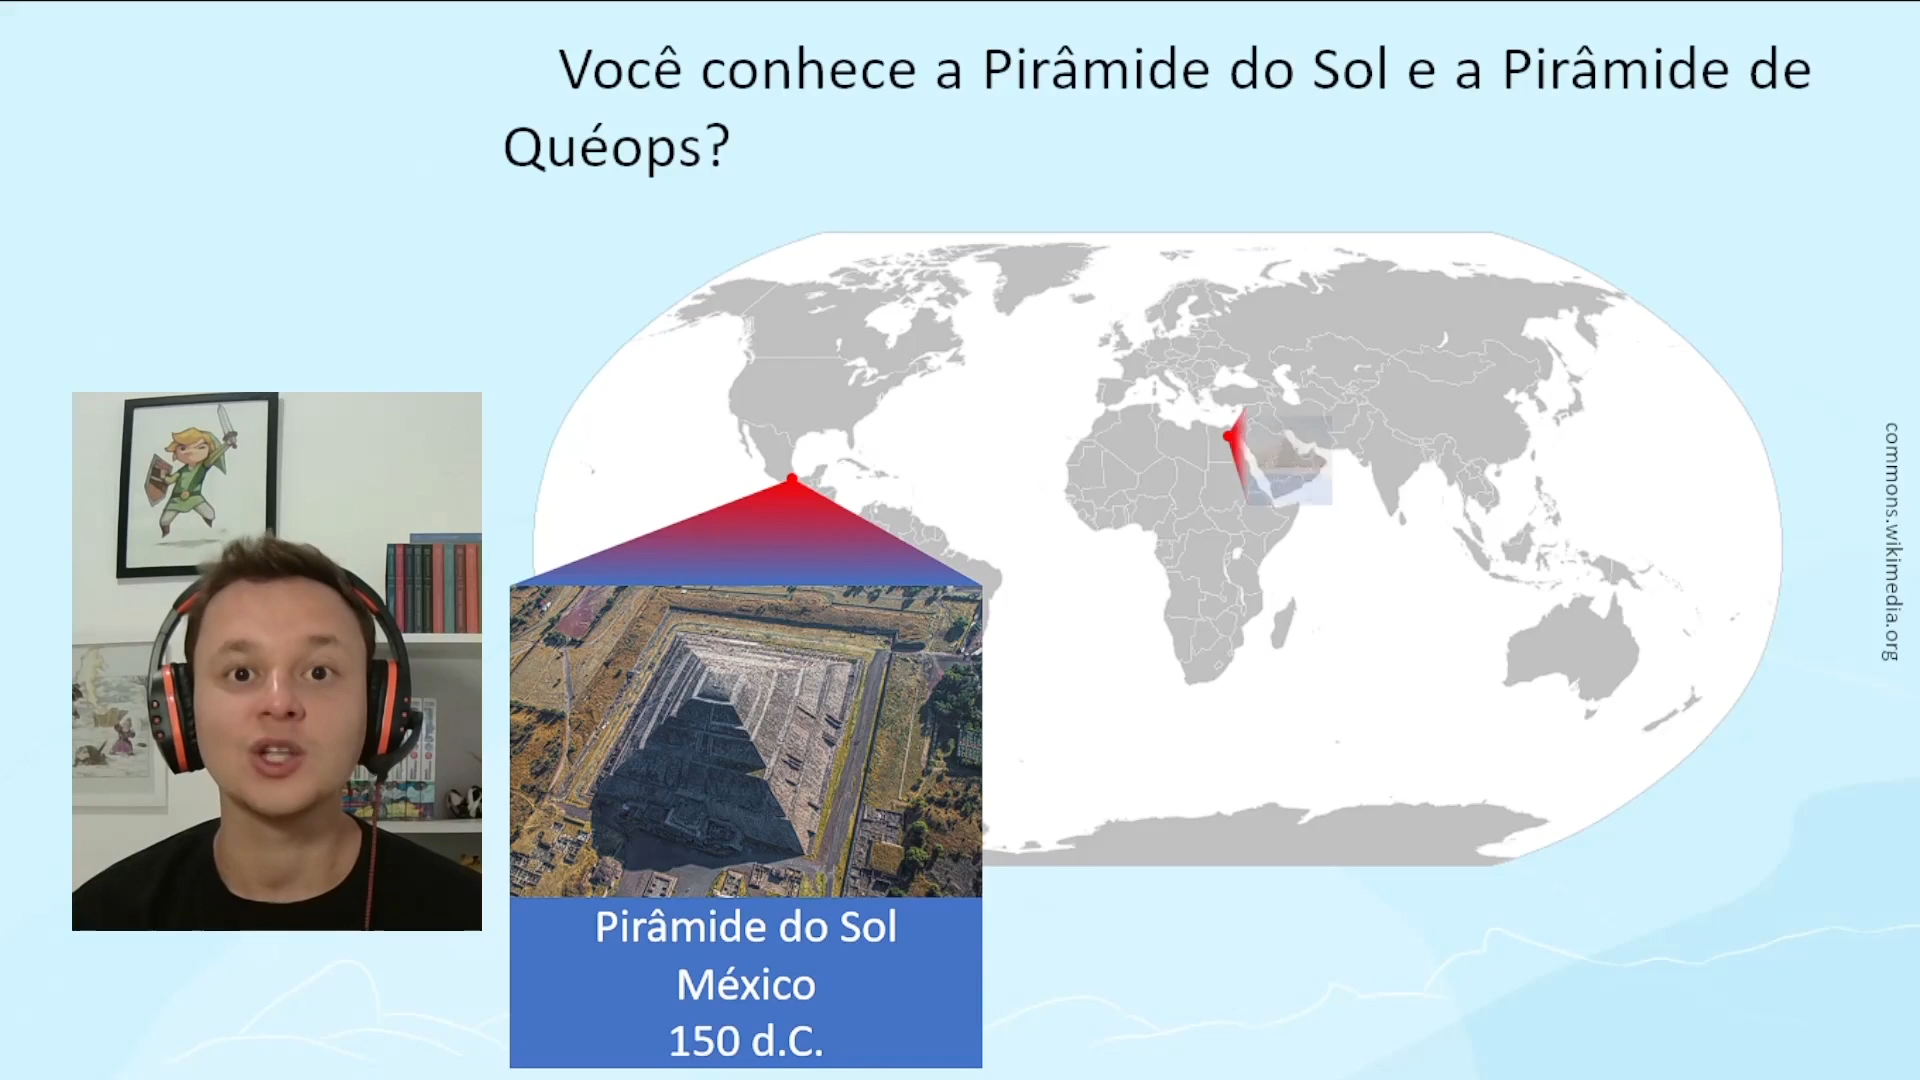 Você conhece a Pirâmide do Sol e a Pirâmide de
Quéops?
commons.wikimedia.org
Pirâmide do Sol
México
150 d.C.